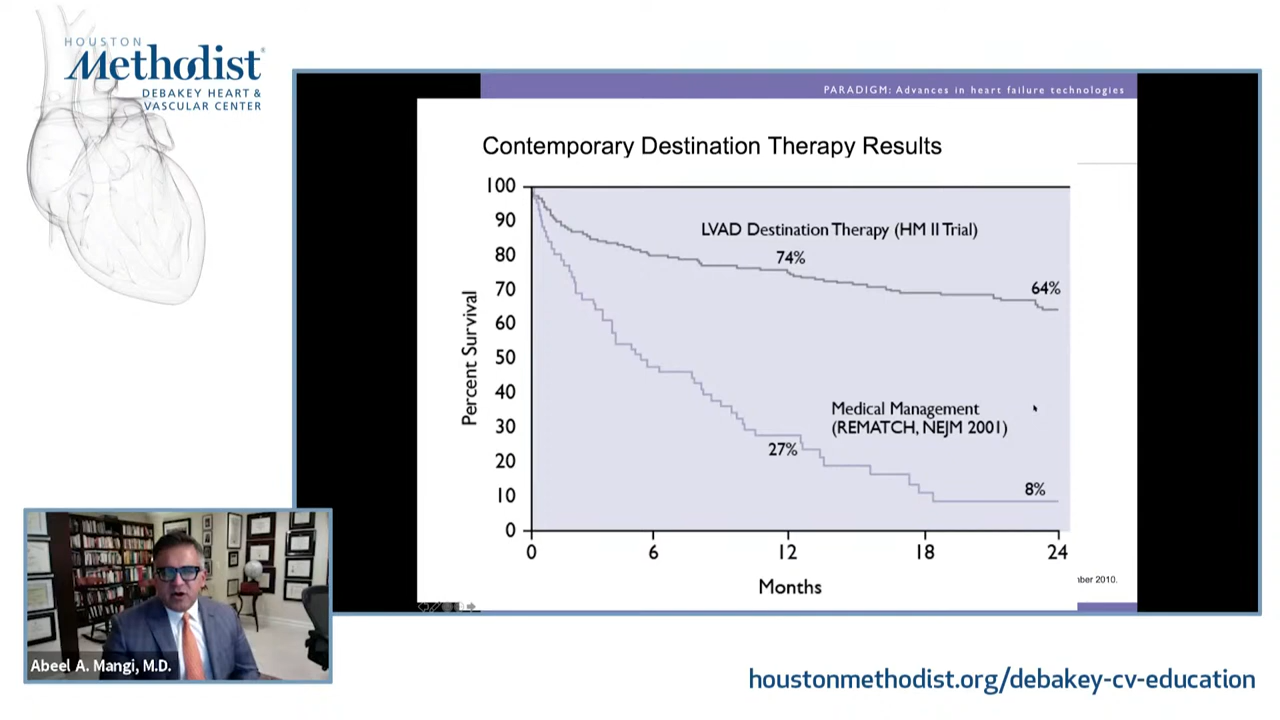 HOUSTON
Methodist
DEBAKEY HEART &
VASCULAR CENTER
PARADIGM: Advances in heart failure technologies
Contemporary Destination Therapy Results
100
90
80
70
60
50
40
30
20
10
0
Percent Survival
LVAD Destination Therapy (HM II Trial)
74%
64%
Medical Management
(REMATCH, NEJM 2001)
27%
8%
0 6 12 18 24
Months
2010.
Abeel A. Mangi, M.D.
houstonmethodist.org/debakey-cv-education